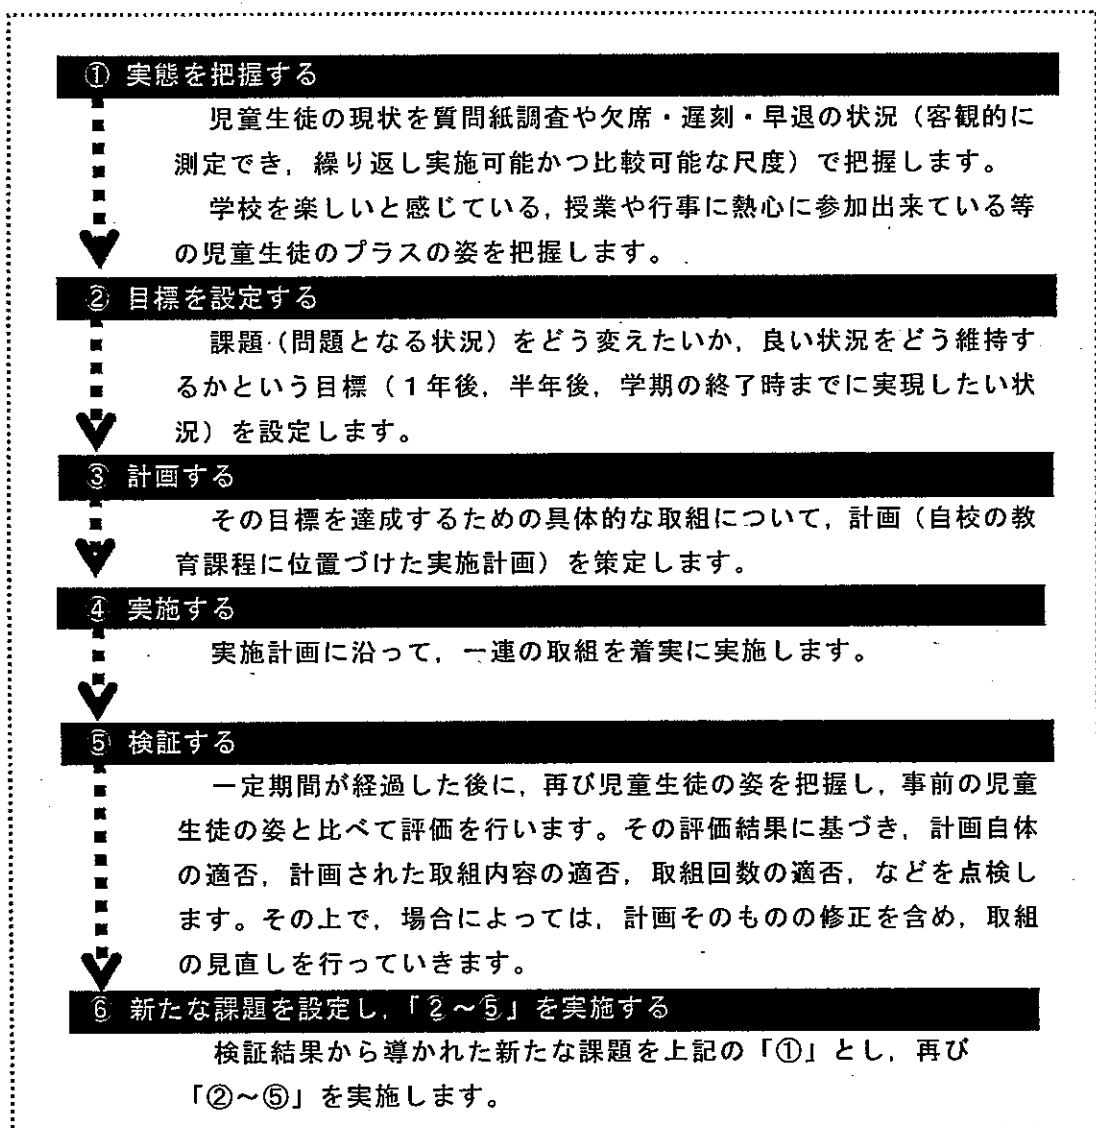 ① 実態を把握する
児童生徒の現状を質問紙調査や欠席・遅刻・早退の状況（客観的に
測定でき，繰り返し実施可能かつ比較可能な尺度）で把握します。
学校を楽しいと感じている，授業や行事に熱心に参加出来ている等
の児童生徒のプラスの姿を把握します。
② 目標を設定する
課題（問題となる状況）をどう変えたいか，良い状況をどう維持す
るかという目標（１年後，半年後，学期の終了時までに実現したい状
況）を設定します。
③ 計画する
その目標を達成するための具体的な取組について，計画（自校の教
育課程に位置づけた実施計画）を策定します。
④ 実施する
実施計画に沿って，一連の取組を着実に実施します。
⑤ 検証する
一定期間が経過した後に，再び児童生徒の姿を把握し，事前の児童
生徒の姿と比べて評価を行います。その評価結果に基づき，計画自体
の適否，計画された取組内容の適否，取組回数の適否，などを点検し
ます。その上で，場合によっては，計画そのものの修正を含め，取組
の見直しを行っていきます。
⑥ 新たな課題を設定し，「②～⑤」を実施する
検証結果から導かれた新たな課題を上記の「①」とし，再び
「②～⑤」を実施します。